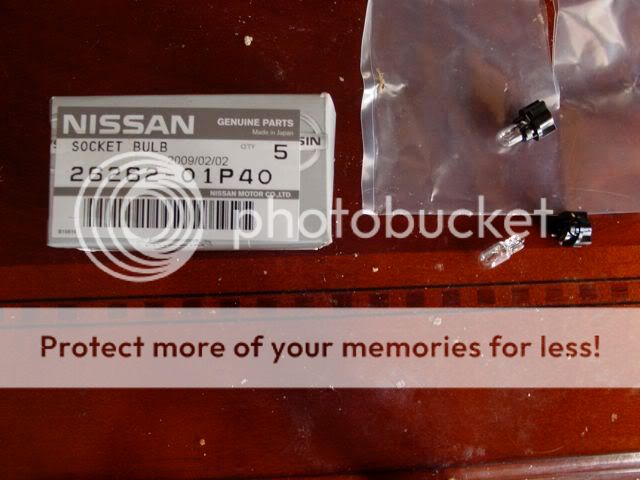 NISSAN GENUINE PARTS
Made in Japan
SOCKET BULB QTY 5
2009/02/02
26262-01P40
NISSAN MOTOR CO.,LTD.
photobucket
Protect more of your memories for less!